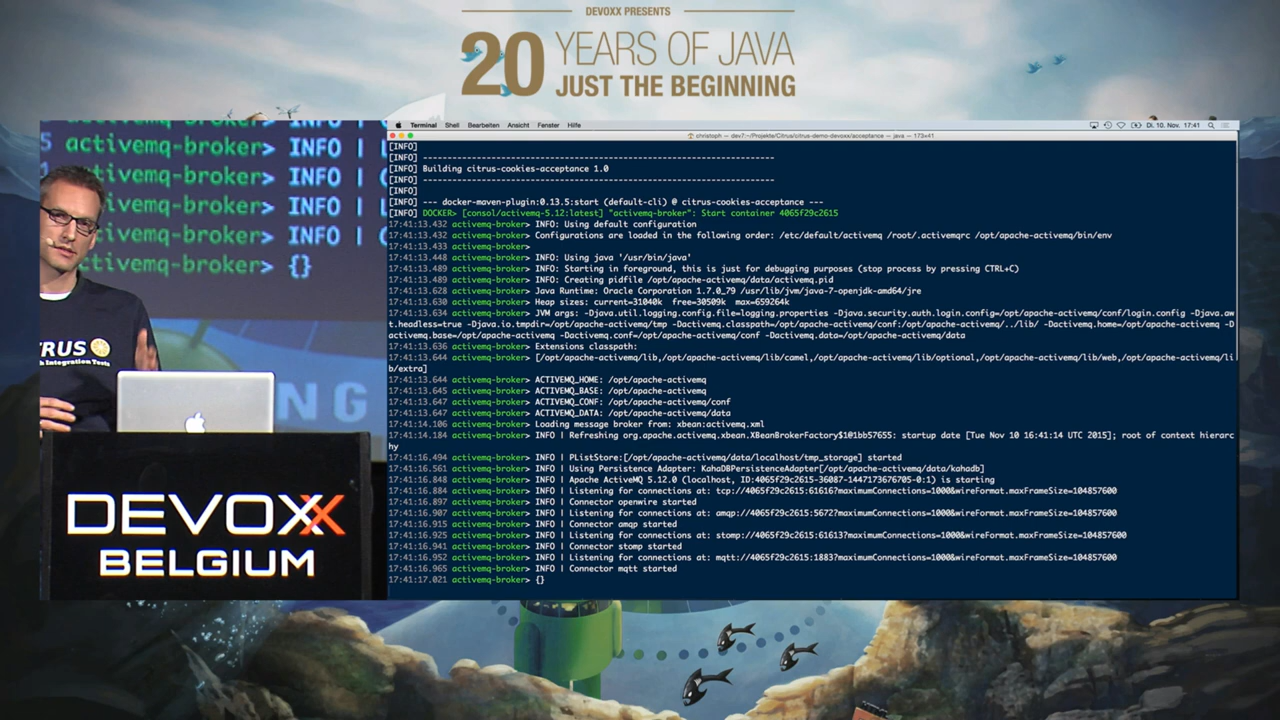 DEVOXX PRESENTS
20 YEARS OF JAVA
JUST THE BEGINNING
activemq-broker> INFO |
5 activemq-broker> INFO | L
activemq-broker> INFO | C
activemq-broker> INFO | L
activemq-broker> INFO | C
ctivemq-broker> {}
RUS
h Integration Tests
NG
DEVOXX
BELGIUM
Terminal Shell Bearbeiten Ansicht Fenster Hilfe Di. 10. Nov. 17:41
christoph — dev7:~/Projekte/Citrus/citrus-demo-devoxx/acceptance — java — 173×41
[INFO]
[INFO] ------------------------------------------------------------------------
[INFO] Building citrus-cookies-acceptance 1.0
[INFO] ------------------------------------------------------------------------
[INFO]
[INFO] --- docker-maven-plugin:0.13.5:start (default-cli) @ citrus-cookies-acceptance ---
[INFO] DOCKER> [consol/activemq-5.12:latest] "activemq-broker": Start container 4065f29c2615
17:41:13.432 activemq-broker> INFO: Using default configuration
17:41:13.432 activemq-broker> Configurations are loaded in the following order: /etc/default/activemq /root/.activemqrc /opt/apache-activemq/bin/env
17:41:13.433 activemq-broker>
17:41:13.448 activemq-broker> INFO: Using java '/usr/bin/java'
17:41:13.489 activemq-broker> INFO: Starting in foreground, this is just for debugging purposes (stop process by pressing CTRL+C)
17:41:13.489 activemq-broker> INFO: Creating pidfile /opt/apache-activemq/data/activemq.pid
17:41:13.628 activemq-broker> Java Runtime: Oracle Corporation 1.7.0_79 /usr/lib/jvm/java-7-openjdk-amd64/jre
17:41:13.630 activemq-broker> Heap sizes: current=31040k  free=30509k  max=659264k
17:41:13.634 activemq-broker> JVM args: -Djava.util.logging.config.file=logging.properties -Djava.security.auth.login.config=/opt/apache-activemq/conf/login.config -Djava.aw
t.headless=true -Djava.io.tmpdir=/opt/apache-activemq/tmp -Dactivemq.classpath=/opt/apache-activemq/conf:/opt/apache-activemq/../lib/ -Dactivemq.home=/opt/apache-activemq -D
activemq.base=/opt/apache-activemq -Dactivemq.conf=/opt/apache-activemq/conf -Dactivemq.data=/opt/apache-activemq/data
17:41:13.636 activemq-broker> Extensions classpath:
17:41:13.644 activemq-broker> [/opt/apache-activemq/lib,/opt/apache-activemq/lib/camel,/opt/apache-activemq/lib/optional,/opt/apache-activemq/lib/web,/opt/apache-activemq/li
b/extra]
17:41:13.644 activemq-broker> ACTIVEMQ_HOME: /opt/apache-activemq
17:41:13.645 activemq-broker> ACTIVEMQ_BASE: /opt/apache-activemq
17:41:13.647 activemq-broker> ACTIVEMQ_CONF: /opt/apache-activemq/conf
17:41:13.647 activemq-broker> ACTIVEMQ_DATA: /opt/apache-activemq/data
17:41:14.106 activemq-broker> Loading message broker from: xbean:activemq.xml
17:41:14.184 activemq-broker> INFO | Refreshing org.apache.activemq.xbean.XBeanBrokerFactory$1@1bb57655: startup date [Tue Nov 10 16:41:14 UTC 2015]; root of context hierarc
hy
17:41:16.494 activemq-broker> INFO | PListStore:[/opt/apache-activemq/data/localhost/tmp_storage] started
17:41:16.561 activemq-broker> INFO | Using Persistence Adapter: KahaDBPersistenceAdapter[/opt/apache-activemq/data/kahadb]
17:41:16.848 activemq-broker> INFO | Apache ActiveMQ 5.12.0 (localhost, ID:4065f29c2615-36087-1447173676705-0:1) is starting
17:41:16.884 activemq-broker> INFO | Listening for connections at: tcp://4065f29c2615:61616?maximumConnections=1000&wireFormat.maxFrameSize=104857600
17:41:16.897 activemq-broker> INFO | Connector openwire started
17:41:16.907 activemq-broker> INFO | Listening for connections at: amqp://4065f29c2615:5672?maximumConnections=1000&wireFormat.maxFrameSize=104857600
17:41:16.915 activemq-broker> INFO | Connector amqp started
17:41:16.925 activemq-broker> INFO | Listening for connections at: stomp://4065f29c2615:61613?maximumConnections=1000&wireFormat.maxFrameSize=104857600
17:41:16.941 activemq-broker> INFO | Connector stomp started
17:41:16.952 activemq-broker> INFO | Listening for connections at: mqtt://4065f29c2615:1883?maximumConnections=1000&wireFormat.maxFrameSize=104857600
17:41:16.965 activemq-broker> INFO | Connector mqtt started
17:41:17.021 activemq-broker> {}